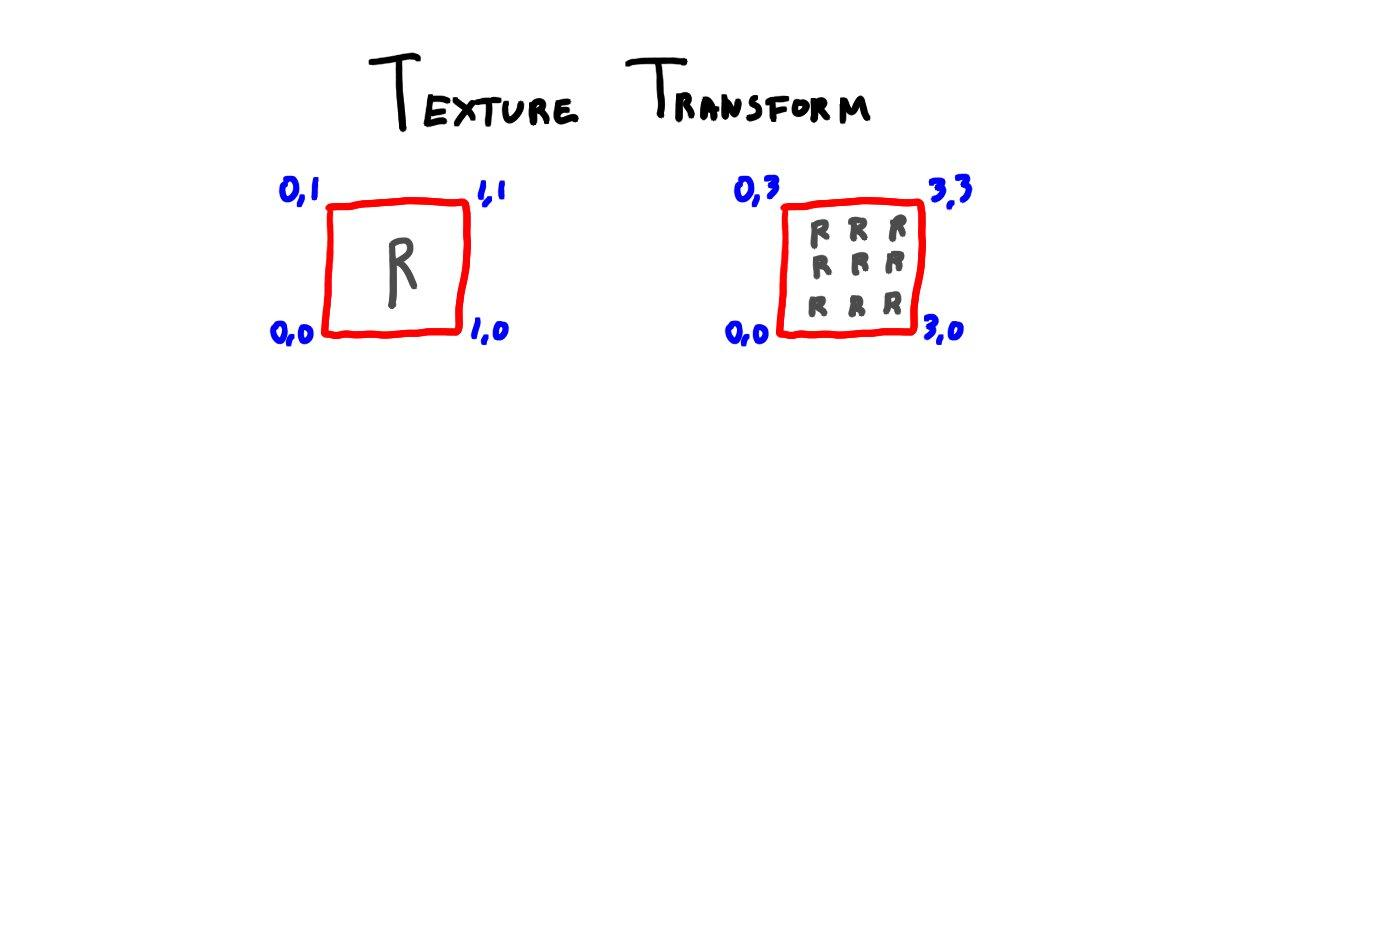 TEXTURE TRANSFORM
0,1 1,1 0,3 3,3
R R R R
R R R
R R R
0,0 1,0 0,0 3,0